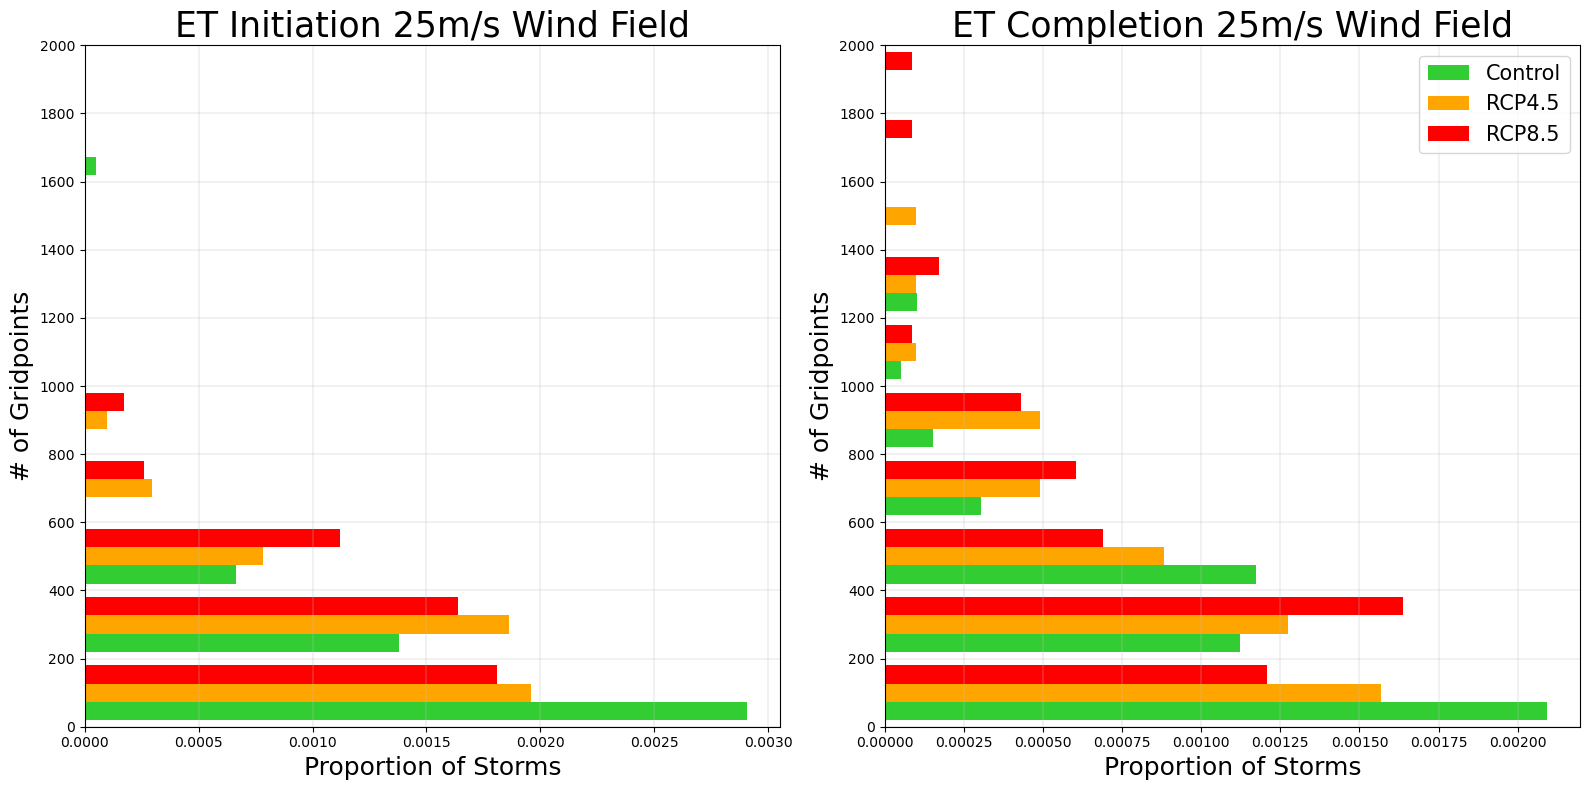 ET Initiation 25m/s Wind Field
2000
1800
1600
1400
1200
1000
800
600
400
200
0
# of Gridpoints
0.0000 0.0005 0.0010 0.0015 0.0020 0.0025 0.0030
Proportion of Storms
ET Completion 25m/s Wind Field
Control
RCP4.5
RCP8.5
2000
1800
1600
1400
1200
1000
800
600
400
200
0
# of Gridpoints
0.00000 0.00025 0.00050 0.00075 0.00100 0.00125 0.00150 0.00175 0.00200
Proportion of Storms